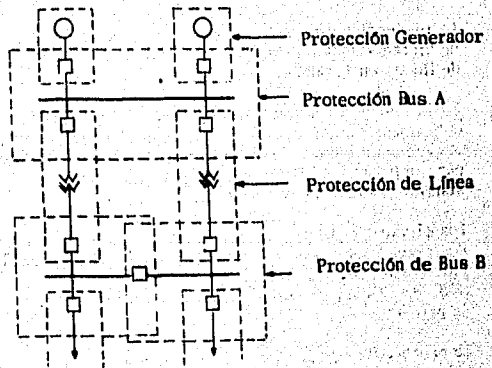 Protección Generador
Protección Bus A
Protección de Línea
Protección de Bus B